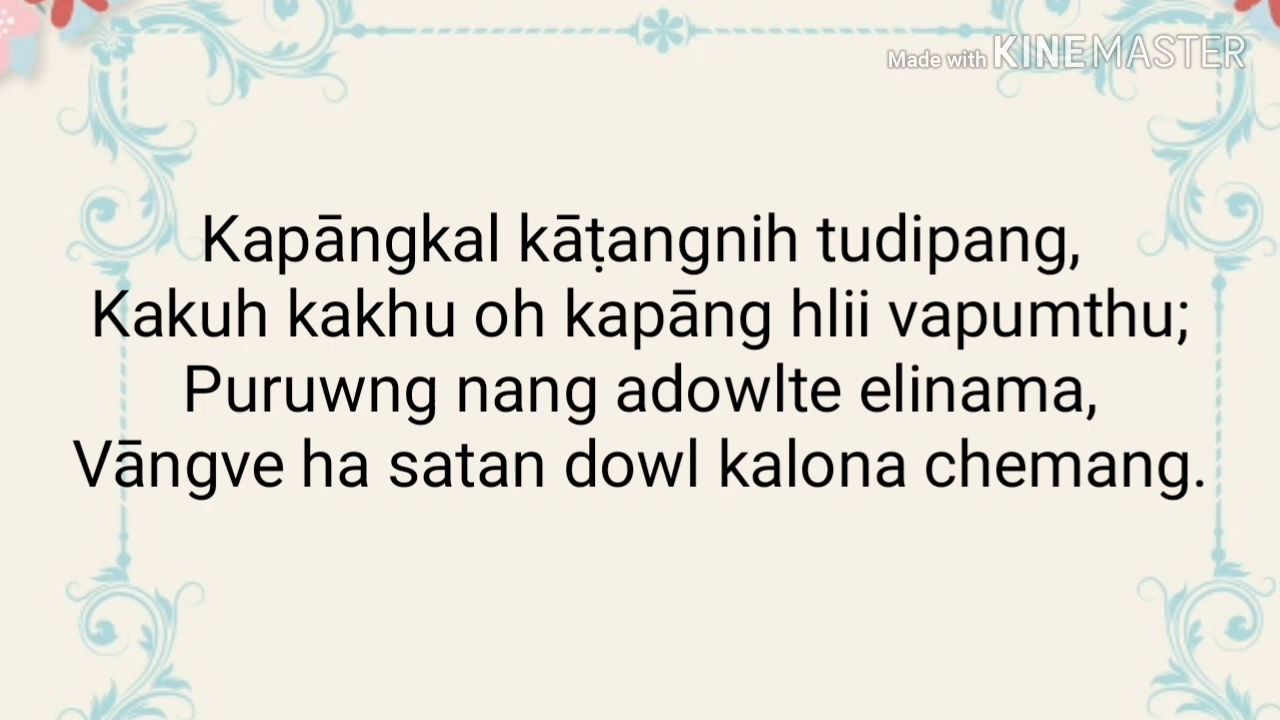 Made with KINEMASTER
Kapāngkal kāṭangnih tudipang,
Kakuh kakhu oh kapāng hlii vapumthu;
Puruwng nang adowlte elinama,
Vāngve ha satan dowl kalona chemang.